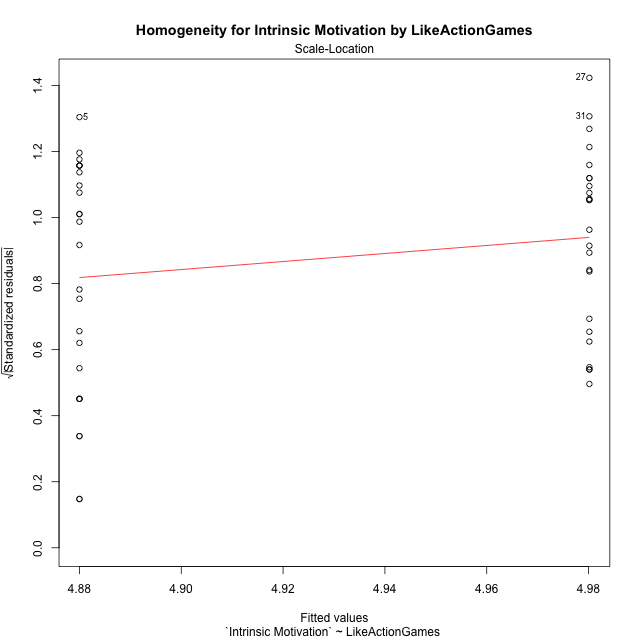 Homogeneity for Intrinsic Motivation by LikeActionGames
Scale-Location
√|Standardized residuals|
1.4
1.2
1.0
0.8
0.6
0.4
0.2
0.0
5
27
31
4.88 4.90 4.92 4.94 4.96 4.98
Fitted values
`Intrinsic Motivation` ~ LikeActionGames